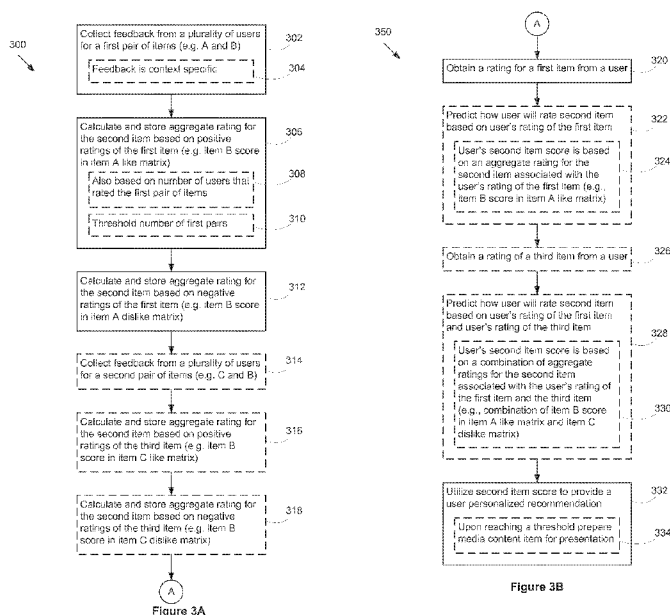 300
Collect feedback from a plurality of users
for a first pair of items (e.g. A and B)
302
Feedback is context specific
304
Calculate and store aggregate rating for
the second item based on positive
ratings of the first item (e.g. item B score
in item A like matrix)
306
Also based on number of users that
rated the first pair of items
308
Threshold number of first pairs
310
Calculate and store aggregate rating for
the second item based on negative
ratings of the first item (e.g. item B score
in item A dislike matrix)
312
Collect feedback from a plurality of users
for a second pair of items (e.g. C and B)
314
Calculate and store aggregate rating for
the second item based on positive
ratings of the third item (e.g. item B
score in item C like matrix)
316
Calculate and store aggregate rating for
the second item based on negative
ratings of the third item (e.g. item B
score in item C dislike matrix)
318
A
Figure 3A
350
A
320
Obtain a rating for a first item from a user
Predict how user will rate second item
based on user's rating of the first item
322
User's second item score is based on
an aggregate rating for the
second item associated with the
user's rating of the first item (e.g.,
item B score in item A like matrix)
324
Obtain a rating of a third item from a user
326
Predict how user will rate second item
based on user's rating of the first item
and user's rating of the third item
328
User's second item score is based
on a combination of aggregate
ratings for the second item
associated with the user's rating of
the first item and the third item
(e.g., combination of item B score
in item A like matrix and item C
dislike matrix)
330
Utilize second item score to provide a
user personalized recommendation
332
Upon reaching a threshold prepare
media content item for presentation
334
Figure 3B